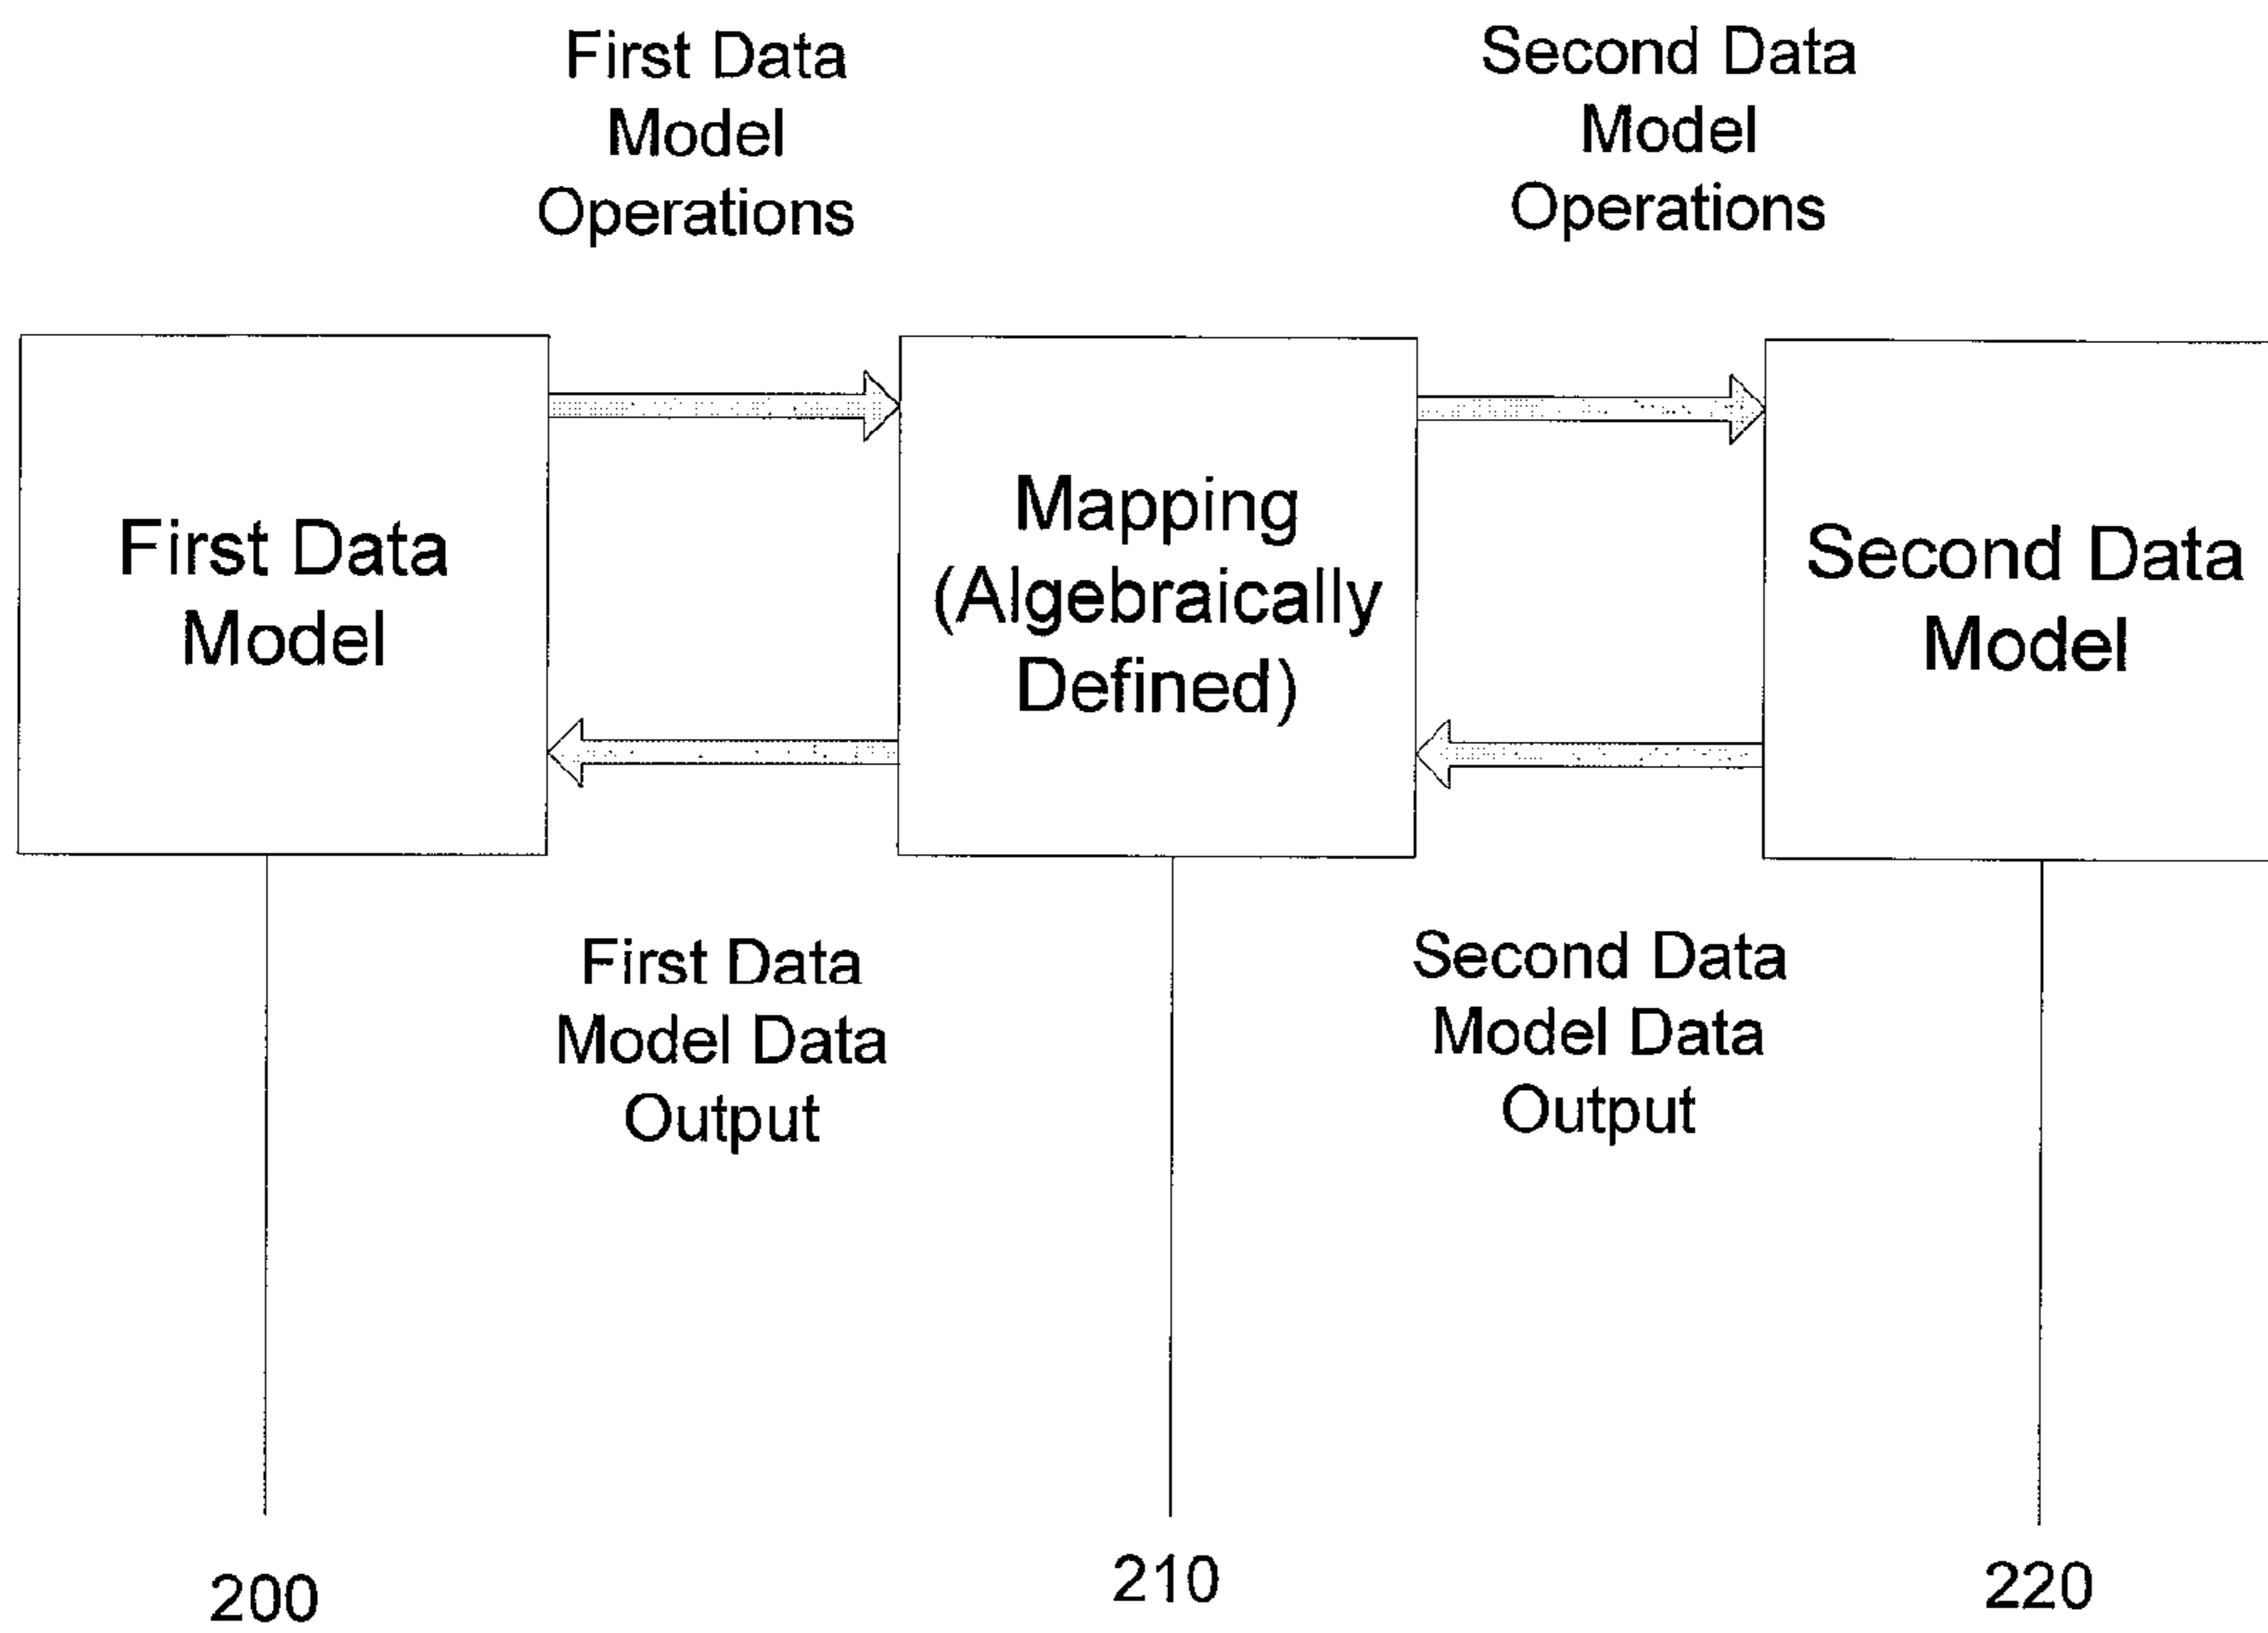 First Data
Model
Operations
Second Data
Model
Operations
First Data
Model
Mapping
(Algebraically
Defined)
Second Data
Model
First Data
Model Data
Output
Second Data
Model Data
Output
200
210
220